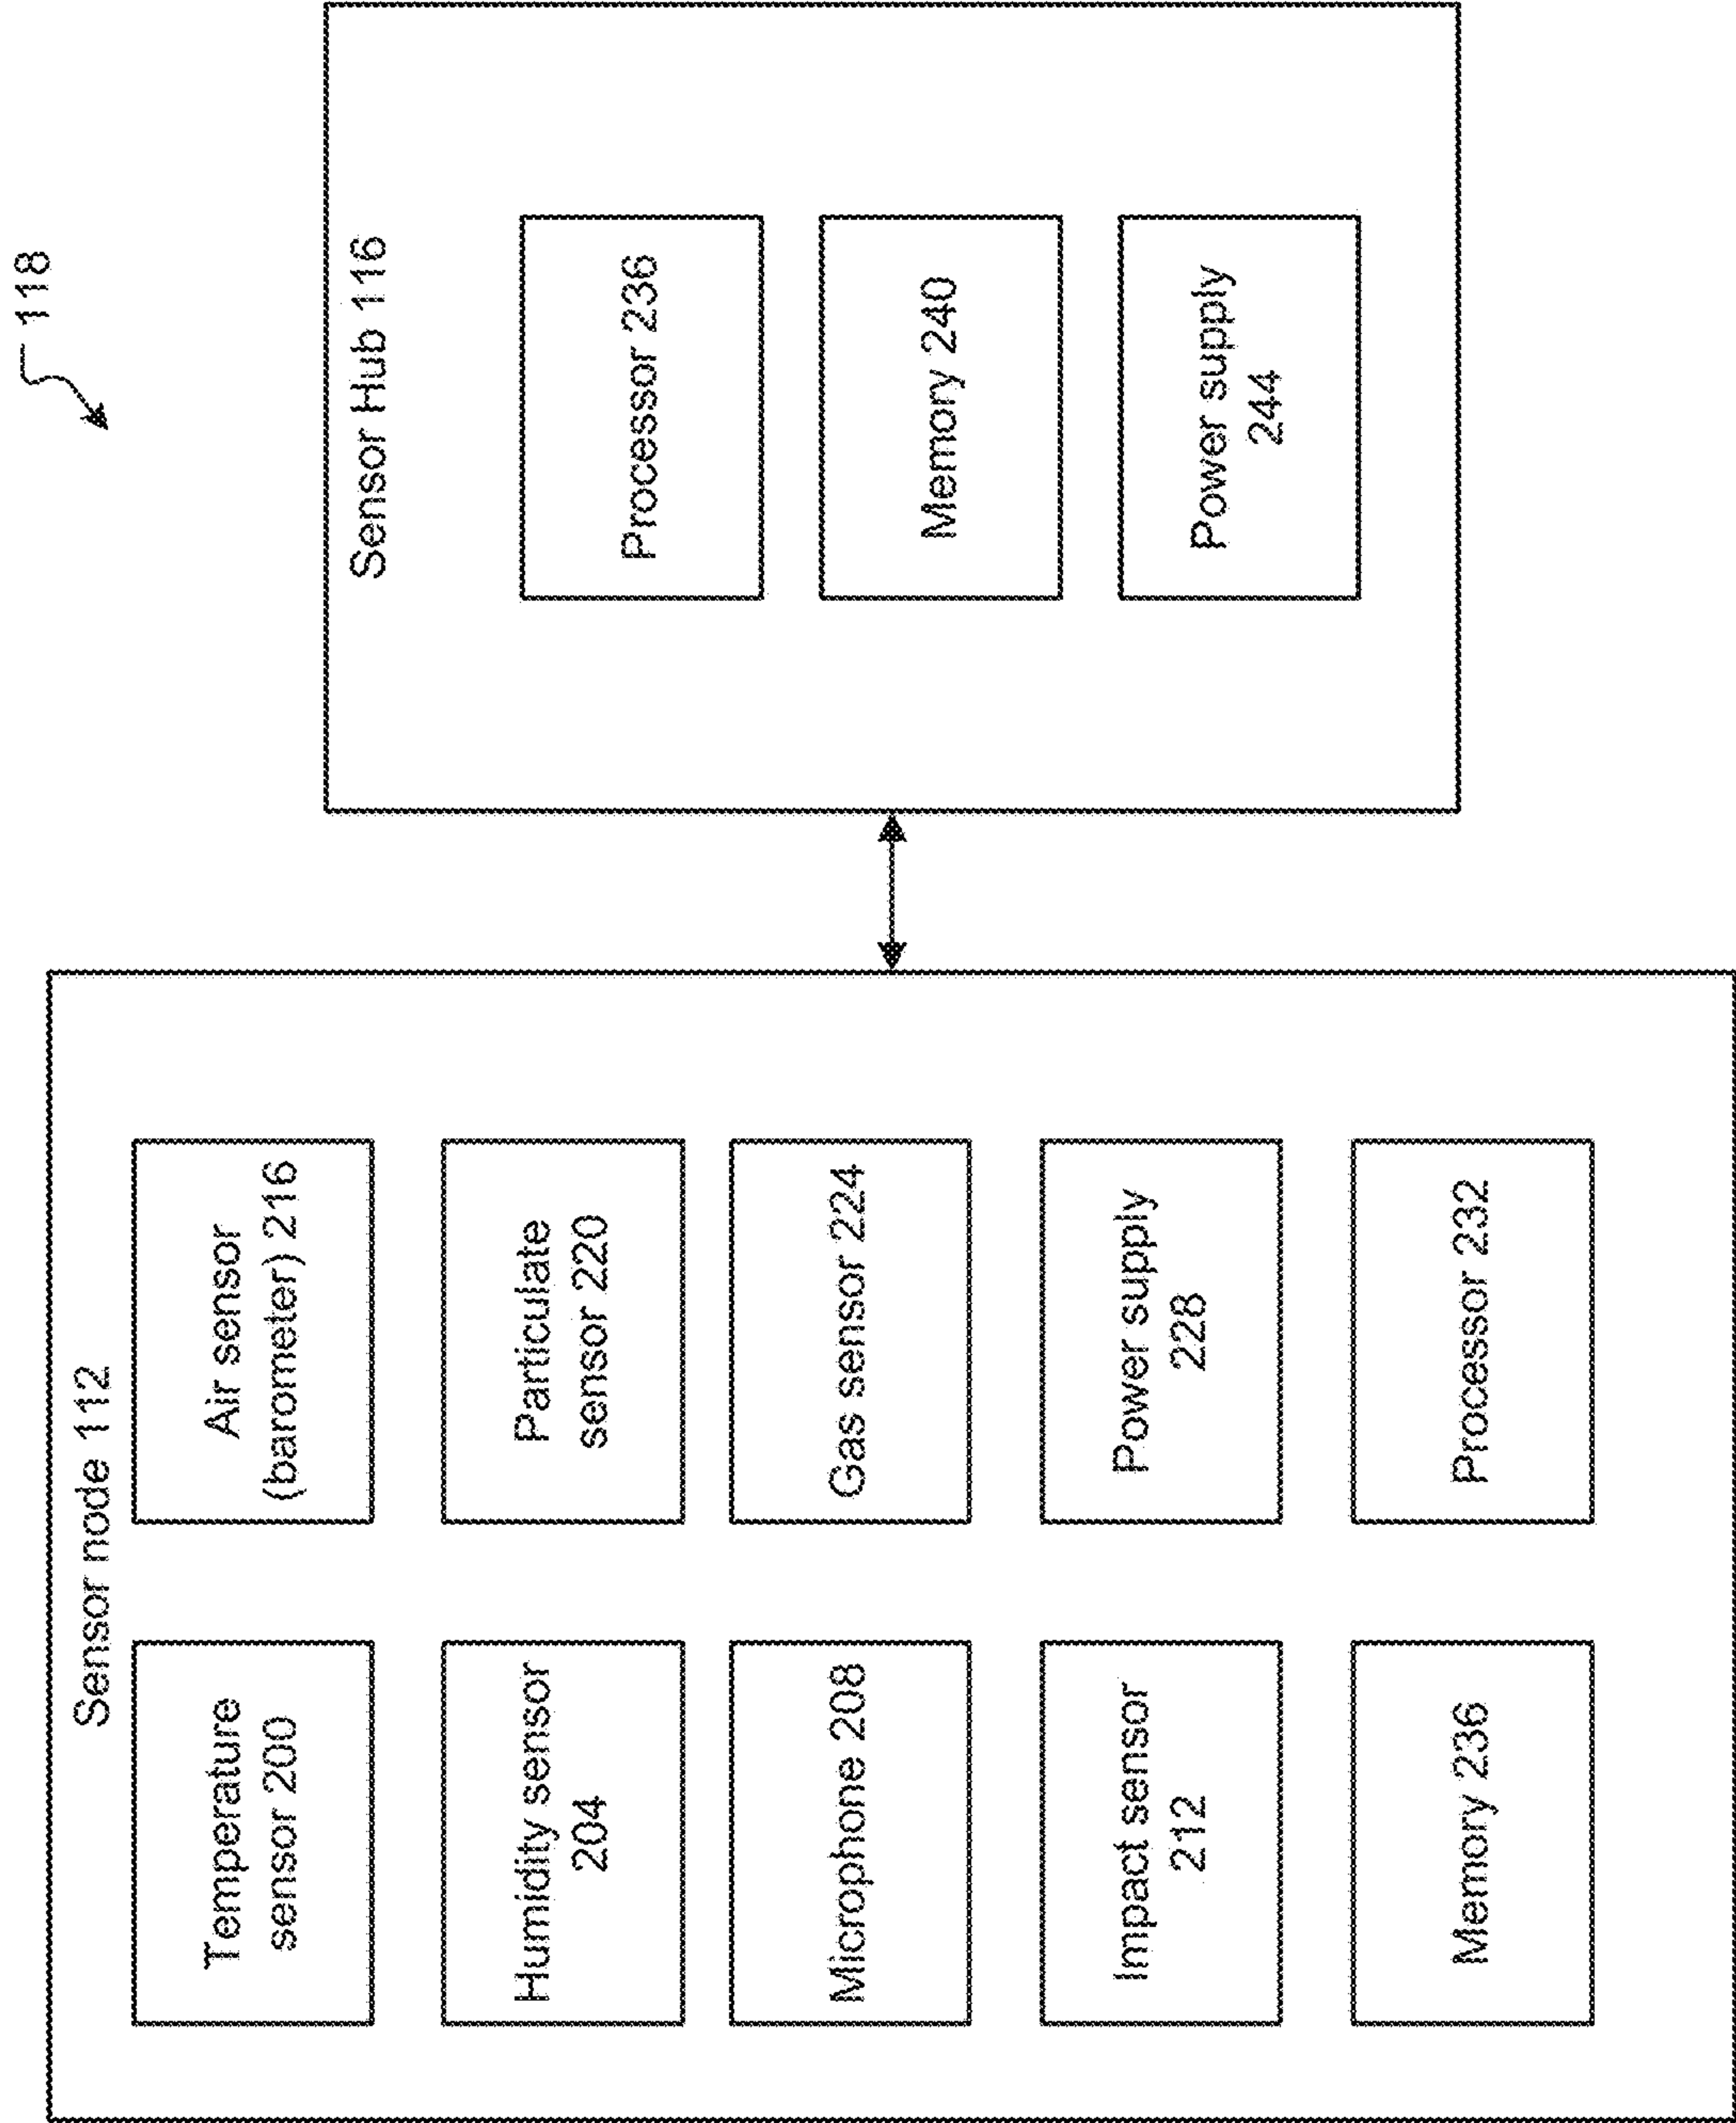 118
Sensor node 112
Temperature
sensor 200
Air sensor
(barometer) 216
Humidity sensor
204
Particulate
sensor 220
Microphone 208
Gas sensor 224
Impact sensor
212
Power supply
228
Memory 236
Processor 232
Sensor Hub 116
Processor 236
Memory 240
Power supply
244